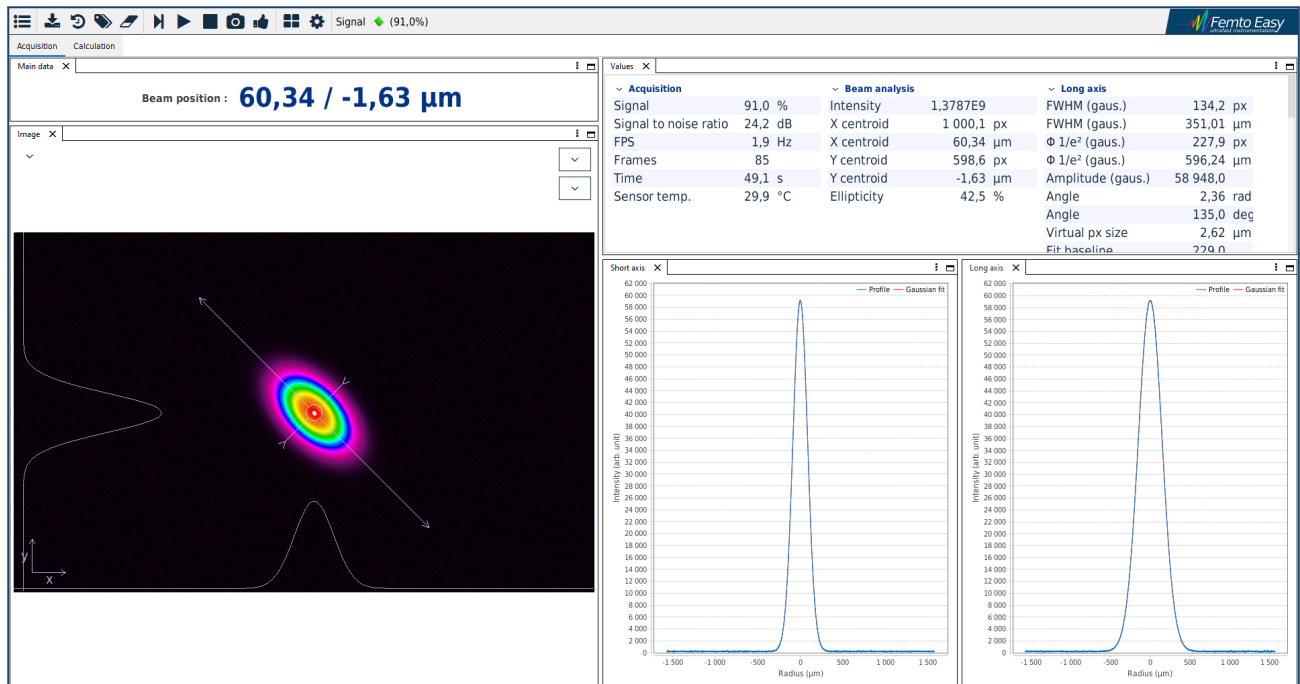 Signal (91,0%)
Femto Easy
ultrafast instrumentation
Acquisition Calculation
Main data
Beam position : 60,34 / -1,63 µm
Image
y
x
Values
Acquisition
Signal 91,0 %
Signal to noise ratio 24,2 dB
FPS 1,9 Hz
Frames 85
Time 49,1 s
Sensor temp. 29,9 °C
Beam analysis
Intensity 1,3787E9
X centroid 1 000,1 px
X centroid 60,34 µm
Y centroid 598,6 px
Y centroid -1,63 µm
Ellipticity 42,5 %
Long axis
FWHM (gaus.) 134,2 px
FWHM (gaus.) 351,01 µm
Φ 1/e² (gaus.) 227,9 px
Φ 1/e² (gaus.) 596,24 µm
Amplitude (gaus.) 58 948,0
Angle 2,36 rad
Angle 135,0 deg
Virtual px size 2,62 µm
Fit baseline 229,0
Short axis
Profile Gaussian fit
62 000
60 000
58 000
56 000
54 000
52 000
50 000
48 000
46 000
44 000
42 000
40 000
38 000
36 000
34 000
32 000
30 000
28 000
26 000
24 000
22 000
20 000
18 000
16 000
14 000
12 000
10 000
8 000
6 000
4 000
2 000
0
Intensity (arb. unit)
-1 500 -1 000 -500 0 500 1 000 1 500
Radius (µm)
Long axis
Profile Gaussian fit
62 000
60 000
58 000
56 000
54 000
52 000
50 000
48 000
46 000
44 000
42 000
40 000
38 000
36 000
34 000
32 000
30 000
28 000
26 000
24 000
22 000
20 000
18 000
16 000
14 000
12 000
10 000
8 000
6 000
4 000
2 000
0
Intensity (arb. unit)
-1 500 -1 000 -500 0 500 1 000 1 500
Radius (µm)